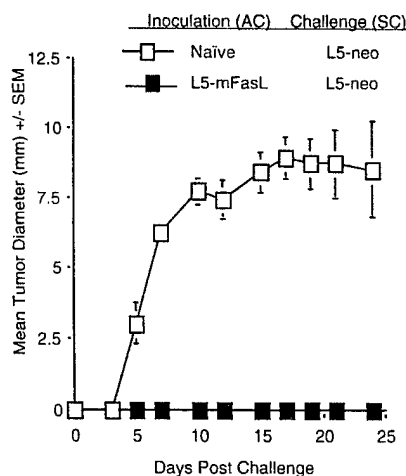 Inoculation (AC) Challenge (SC)
Naïve L5-neo
L5-mFasL L5-neo
Mean Tumor Diameter (mm) +/- SEM
12.5
10
7.5
5
2.5
0
0 5 10 15 20 25
Days Post Challenge